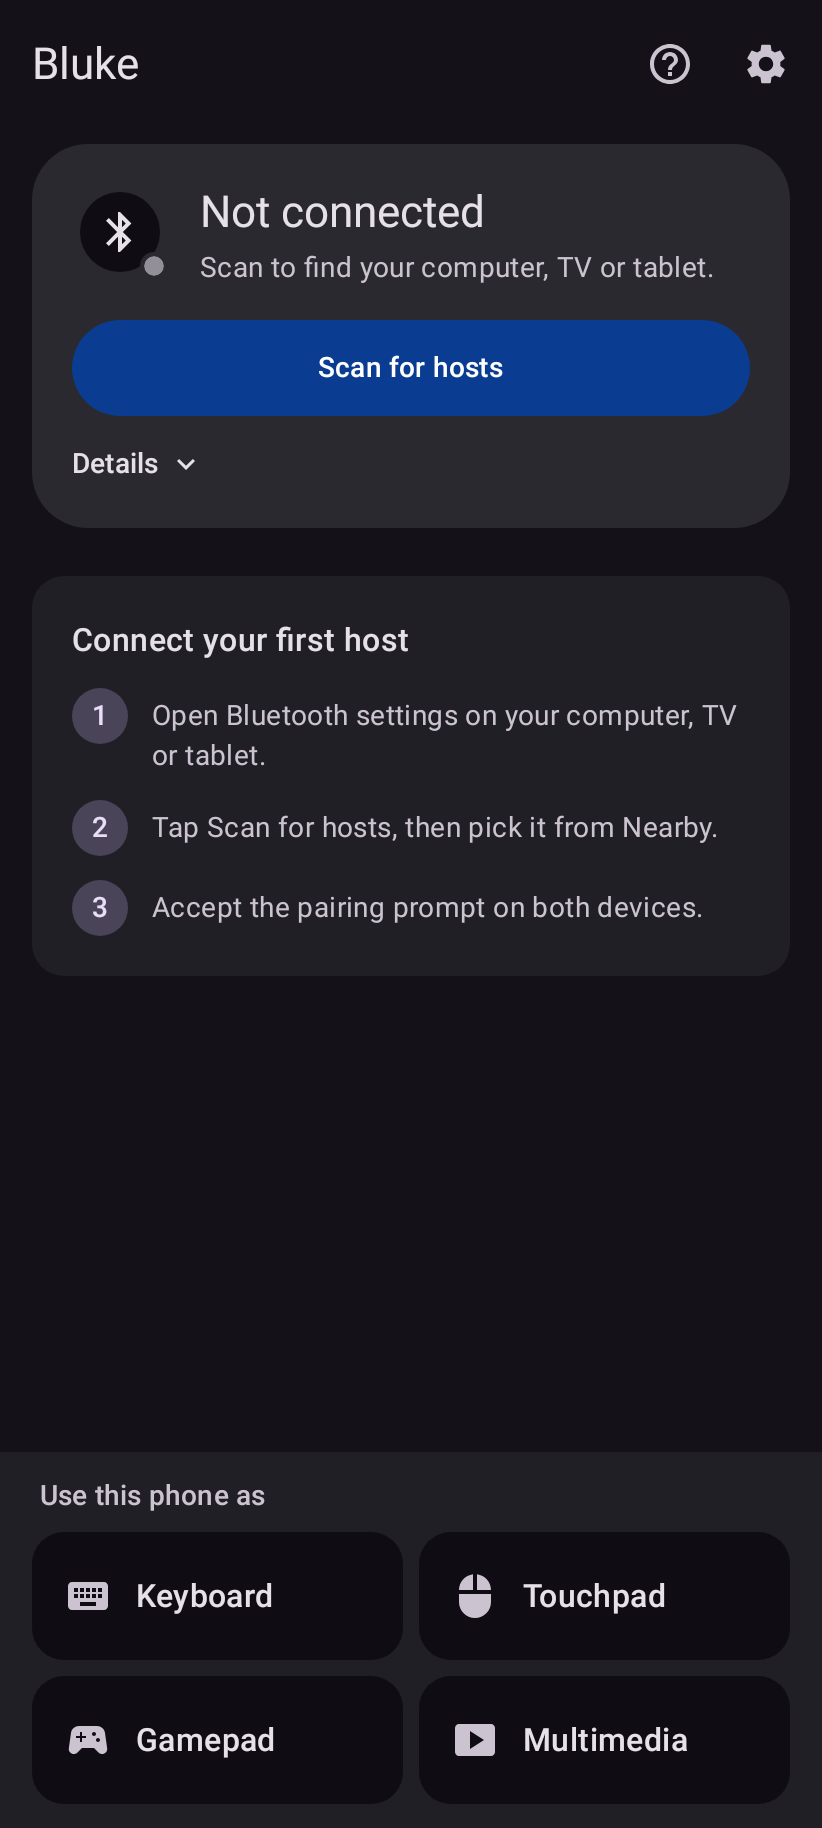 Bluke
Not connected
Scan to find your computer, TV or tablet.
Scan for hosts
Details
Connect your first host
1 Open Bluetooth settings on your computer, TV
or tablet.
2 Tap Scan for hosts, then pick it from Nearby.
3 Accept the pairing prompt on both devices.
Use this phone as
Keyboard
Touchpad
Gamepad
Multimedia